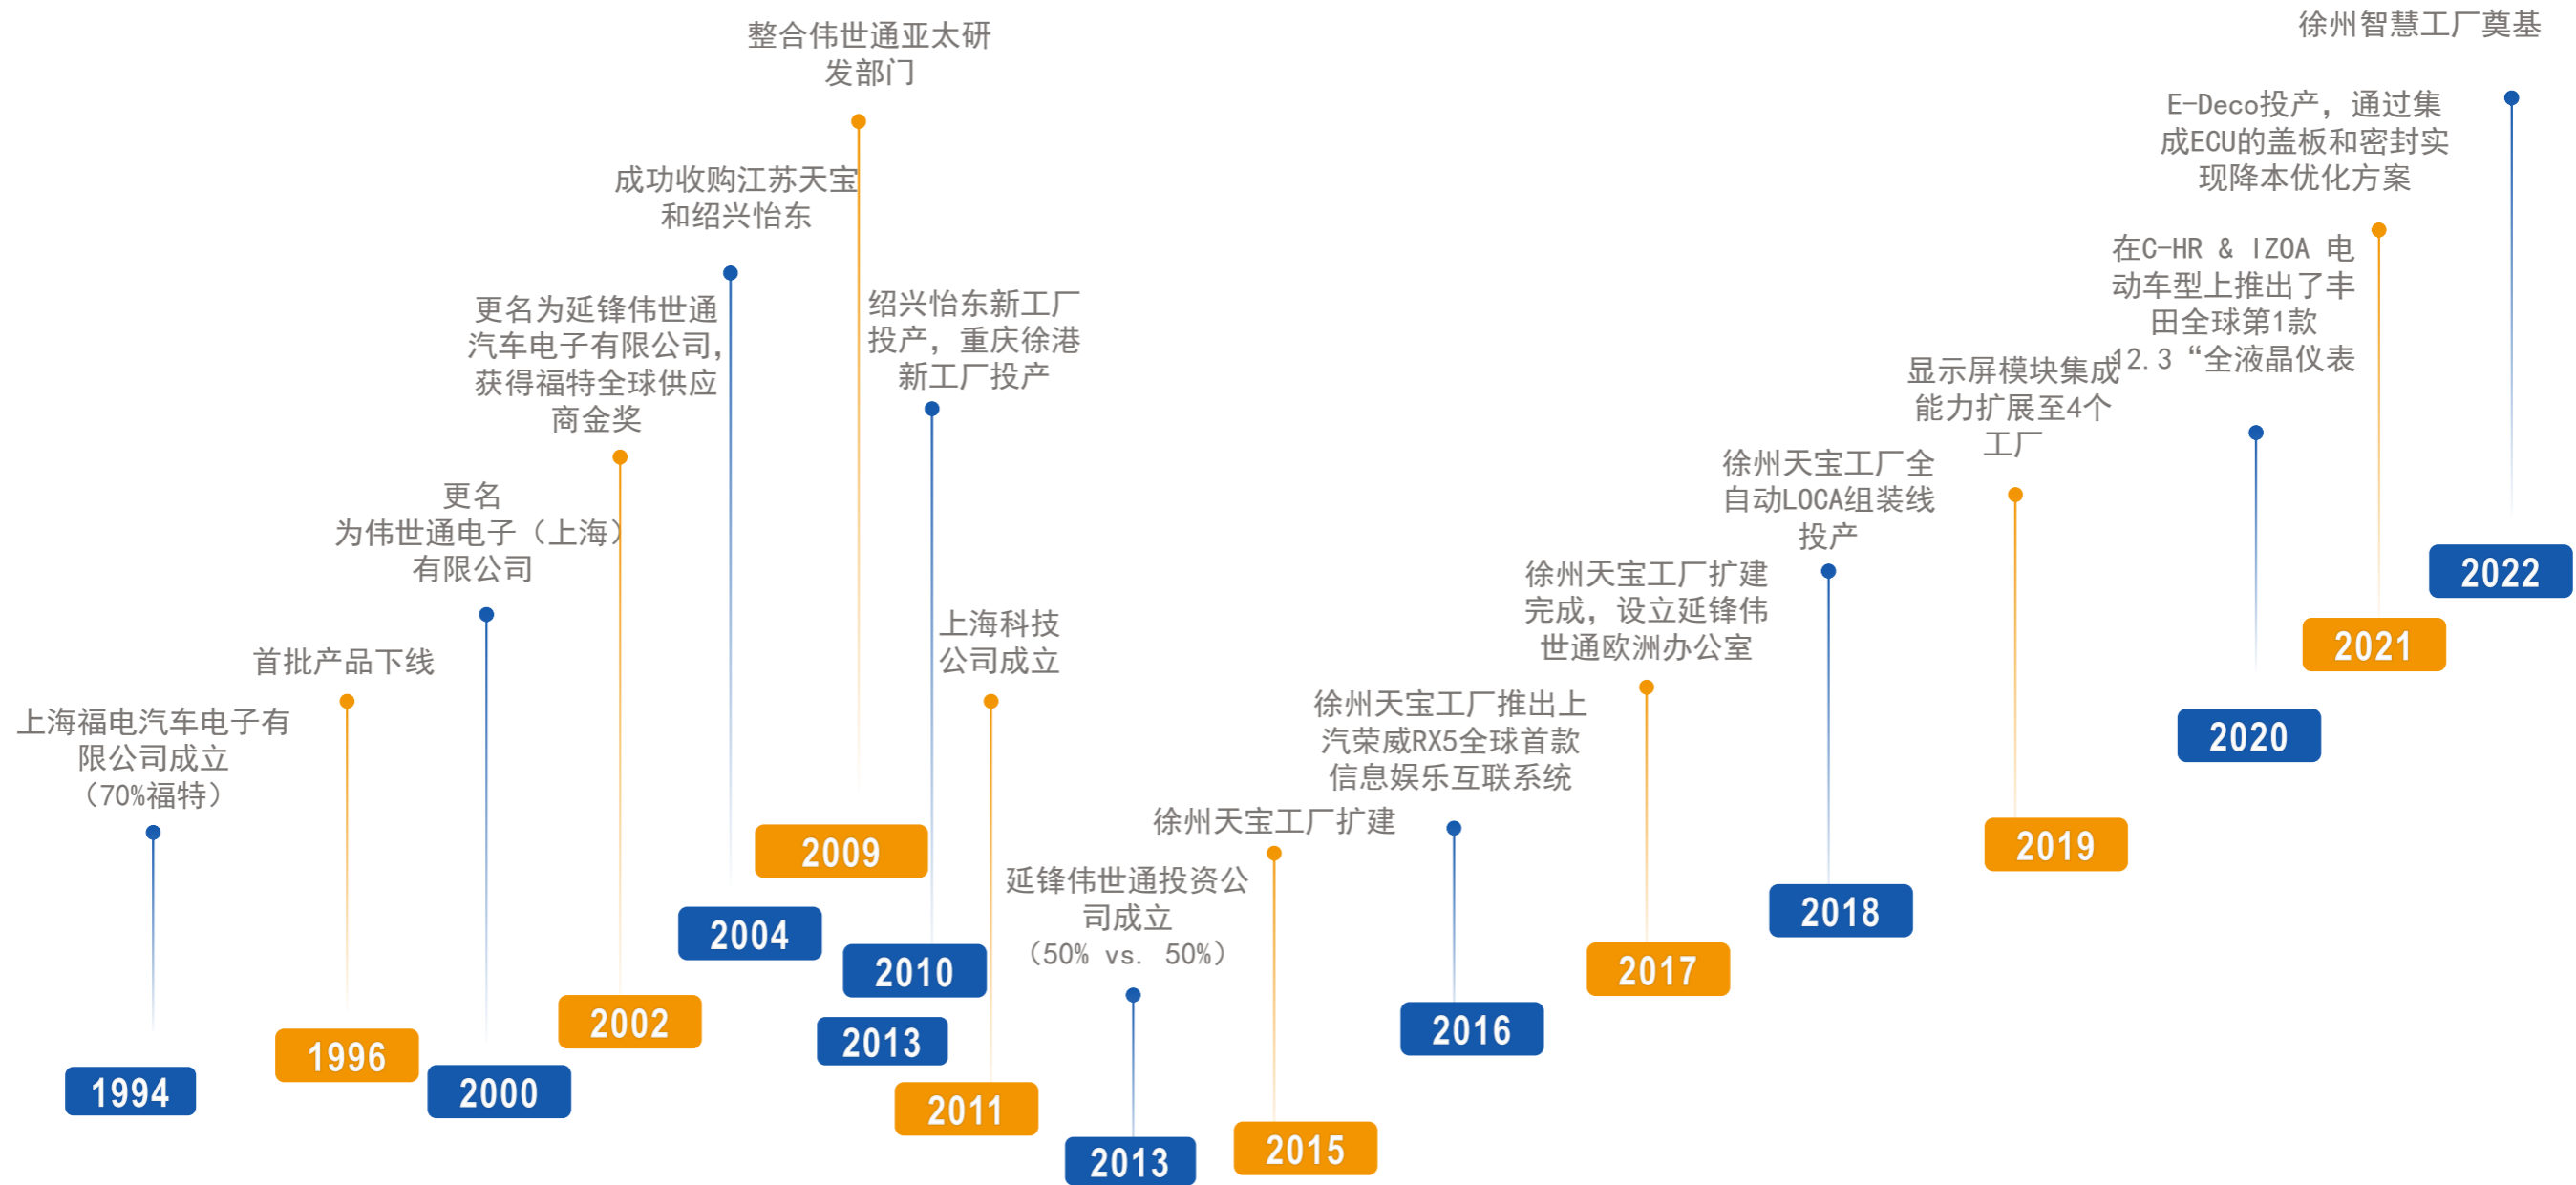 上海福电汽车电子有
限公司成立
（70%福特）
1994
首批产品下线
1996
更名
为伟世通电子（上海）
有限公司
2000
更名为延锋伟世通
汽车电子有限公司，
获得福特全球供应
商金奖
2002
成功收购江苏天宝
和绍兴怡东
2004
整合伟世通亚太研
发部门
2009
绍兴怡东新工厂
投产，重庆徐港
新工厂投产
2010
2013
上海科技
公司成立
2011
延锋伟世通投资公
司成立
（50% vs. 50%）
2013
徐州天宝工厂扩建
2015
徐州天宝工厂推出上
汽荣威RX5全球首款
信息娱乐互联系统
2016
徐州天宝工厂扩建
完成，设立延锋伟
世通欧洲办公室
2017
徐州天宝工厂全
自动LOCA组装线
投产
2018
显示屏模块集成
能力扩展至4个
工厂
2019
在C-HR & IZOA 电
动车型上推出了丰
田全球第1款
12.3“全液晶仪表
2020
E-Deco投产，通过集
成ECU的盖板和密封实
现降本优化方案
2021
徐州智慧工厂奠基
2022